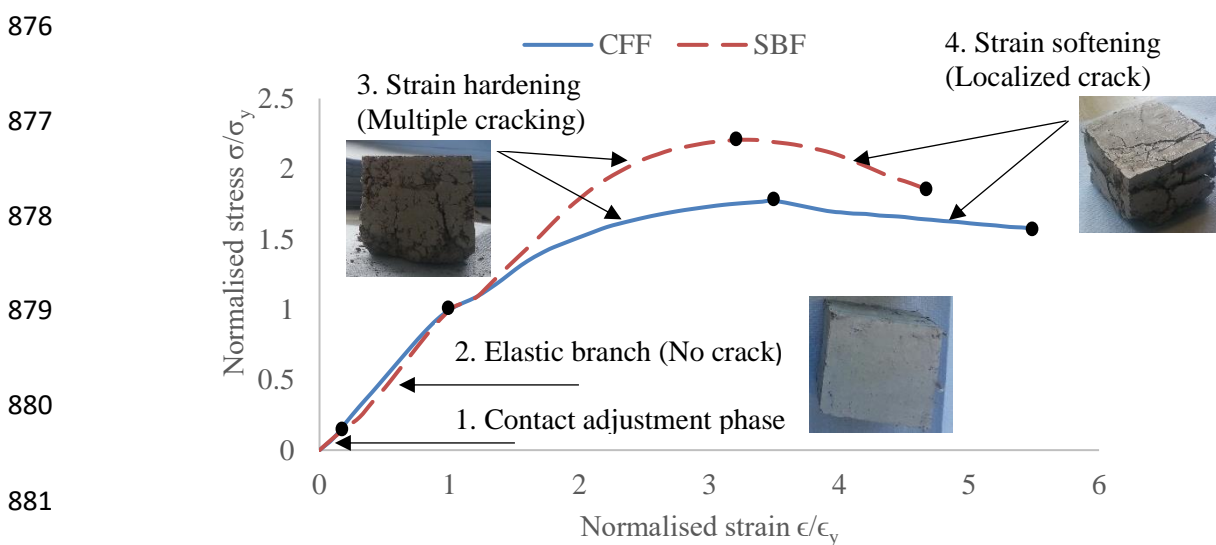 876
CFF SBF
4. Strain softening
(Localized crack)
3. Strain hardening
(Multiple cracking)
877
878
879
880
881
Normalised stress σ/σy
2.5
2
1.5
1
0.5
0
2. Elastic branch (No crack)
1. Contact adjustment phase
0 1 2 3 4 5 6
Normalised strain ϵ/ϵy